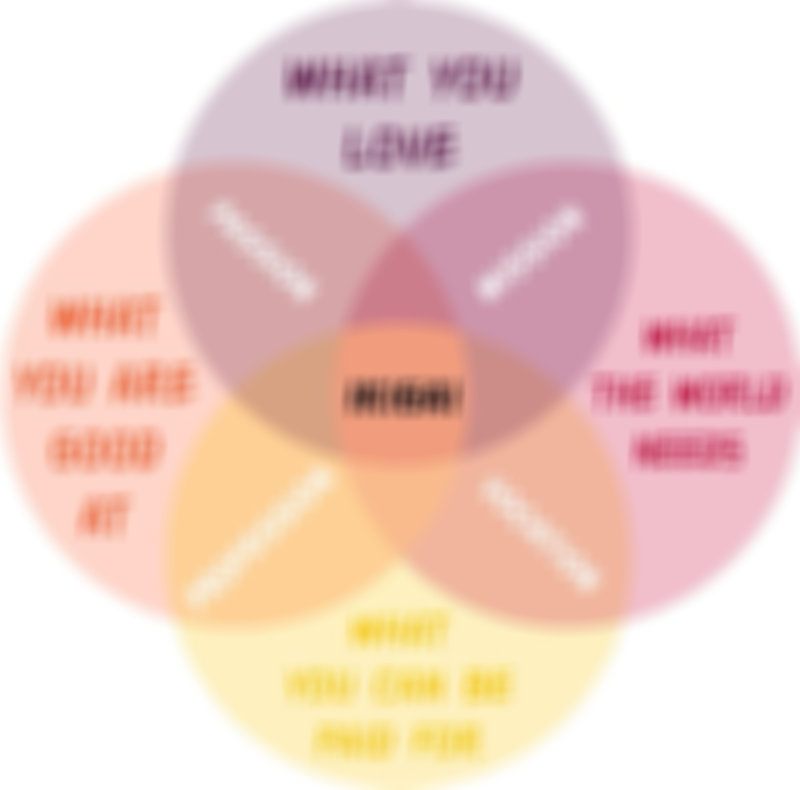 WHAT YOU
LOVE
PASSION
MISSION
WHAT
YOU ARE
GOOD
AT
WHAT
THE WORLD
NEEDS
IKIGAI
PROFESSION
VOCATION
WHAT
YOU CAN BE
PAID FOR